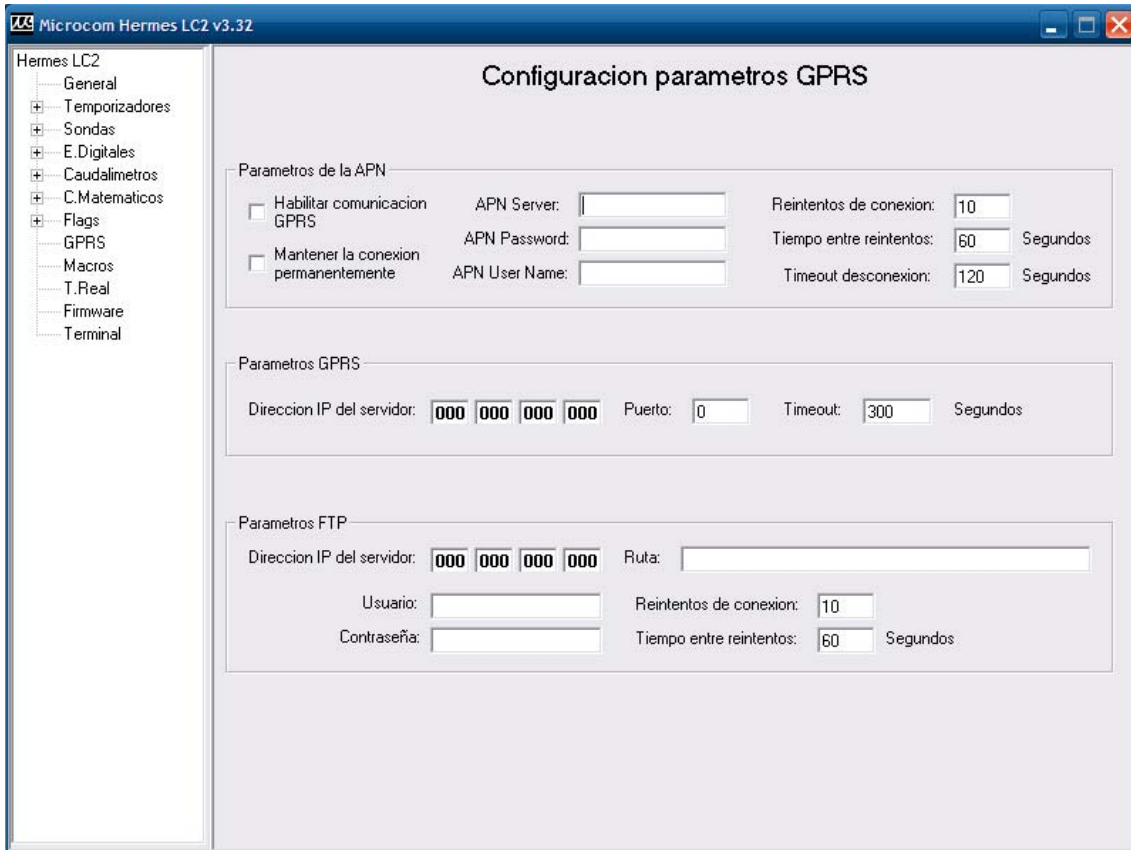 Microcom Hermes LC2 v3.32
Hermes LC2
General
Temporizadores
Sondas
E.Digitales
Caudalimetros
C.Matematicos
Flags
GPRS
Macros
T.Real
Firmware
Terminal
Configuracion parametros GPRS
Parametros de la APN
Habilitar comunicacion
GPRS
Mantener la conexion
permanentemente
APN Server:
APN Password:
APN User Name:
Reintentos de conexion: 10
Tiempo entre reintentos: 60 Segundos
Timeout desconexion: 120 Segundos
Parametros GPRS
Direccion IP del servidor: 000 000 000 000 Puerto: 0 Timeout: 300 Segundos
Parametros FTP
Direccion IP del servidor: 000 000 000 000 Ruta:
Usuario: Reintentos de conexion: 10
Contraseña: Tiempo entre reintentos: 60 Segundos